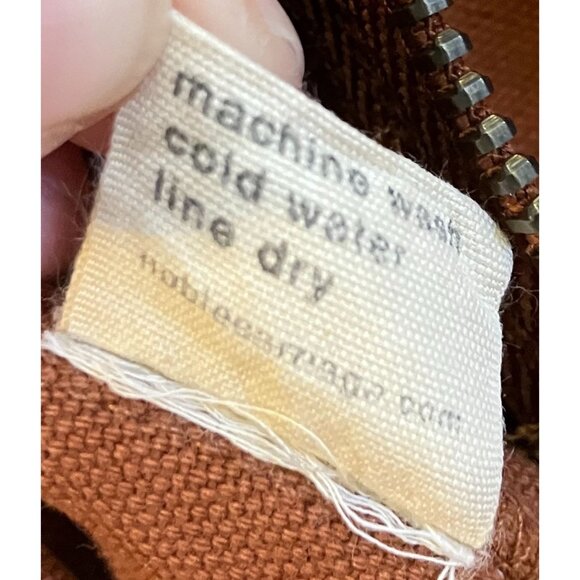 machine wash
cold water
line dry